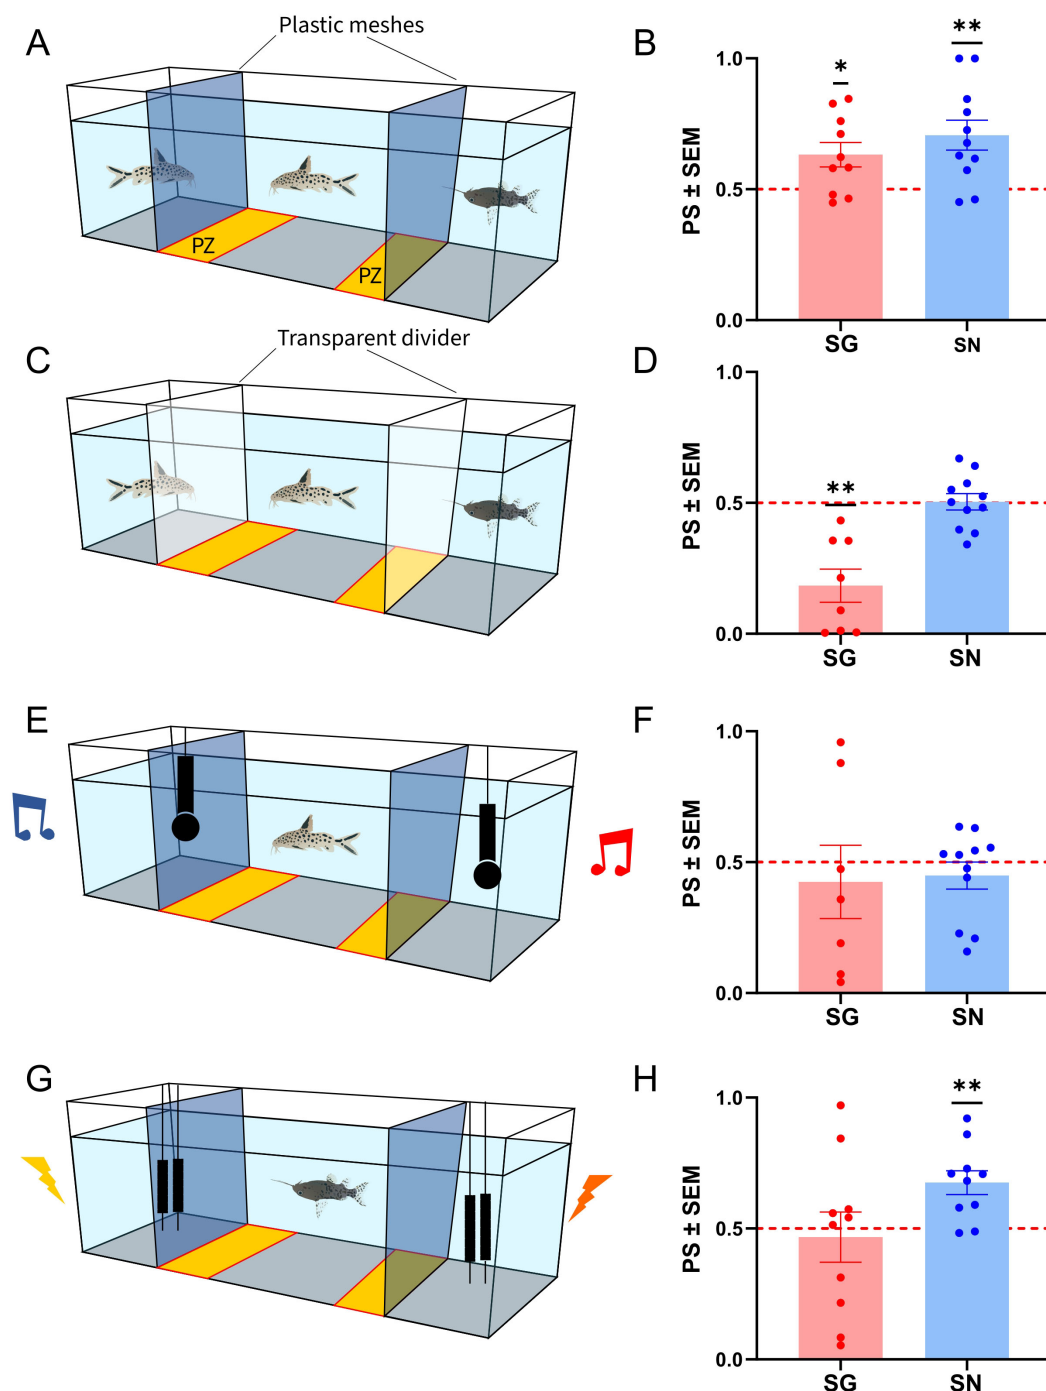 A
Plastic meshes
PZ
PZ
B
**
*
1.0
0.5
0.0
PS ± SEM
SG
SN
C
Transparent divider
D
1.0
**
0.5
0.0
PS ± SEM
SG
SN
E
F
1.0
0.5
0.0
PS ± SEM
SG
SN
G
H
**
1.0
0.5
0.0
PS ± SEM
SG
SN